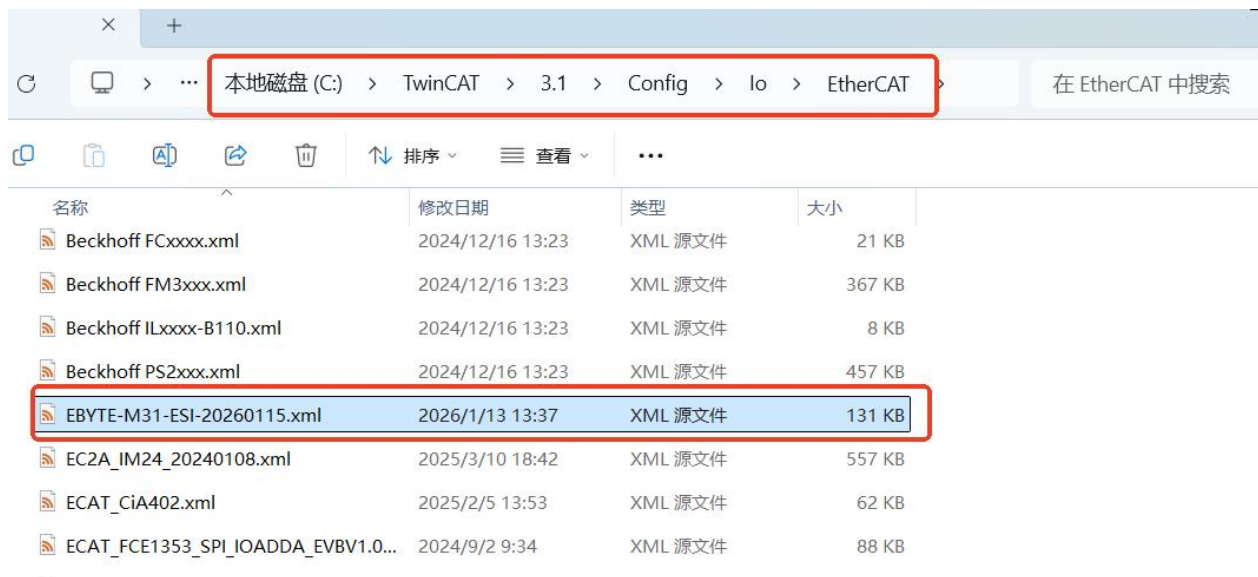 本地磁盘 (C:) > TwinCAT > 3.1 > Config > Io > EtherCAT >
在 EtherCAT 中搜索
排序 查看
名称 修改日期 类型 大小
Beckhoff FCxxxx.xml 2024/12/16 13:23 XML 源文件 21 KB
Beckhoff FM3xxx.xml 2024/12/16 13:23 XML 源文件 367 KB
Beckhoff ILxxxx-B110.xml 2024/12/16 13:23 XML 源文件 8 KB
Beckhoff PS2xxx.xml 2024/12/16 13:23 XML 源文件 457 KB
EBYTE-M31-ESI-20260115.xml 2026/1/13 13:37 XML 源文件 131 KB
EC2A_IM24_20240108.xml 2025/3/10 18:42 XML 源文件 557 KB
ECAT_CiA402.xml 2025/2/5 13:53 XML 源文件 62 KB
ECAT_FCE1353_SPI_IOADDA_EVBV1.0... 2024/9/2 9:34 XML 源文件 88 KB